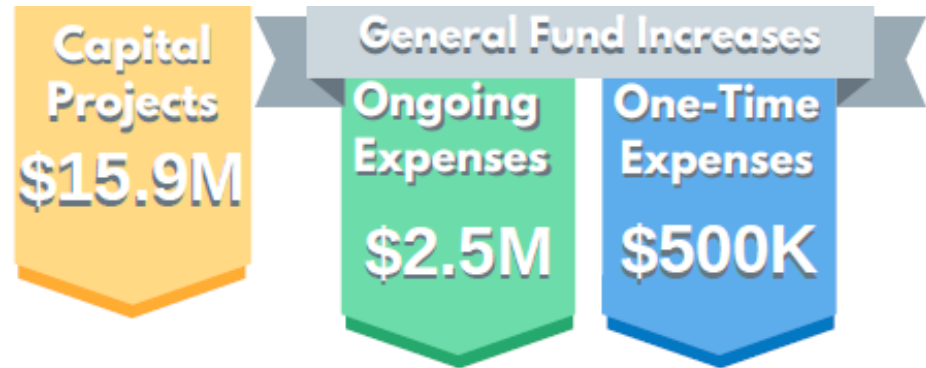 Capital
Projects
$15.9M
General Fund Increases
Ongoing
Expenses
$2.5M
One-Time
Expenses
$500K